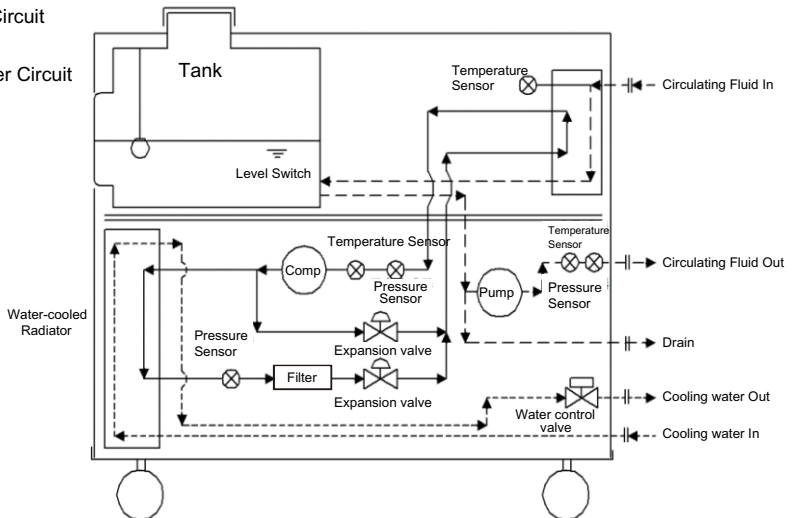 Circuit
er Circuit
Tank
Temperature
Sensor
Circulating Fluid In
Level Switch
Temperature Sensor
Comp
Pressure
Sensor
Temperature
Sensor
Circulating Fluid Out
Pump
Pressure
Sensor
Water-cooled
Radiator
Pressure
Sensor
Expansion valve
Drain
Filter
Expansion valve
Water control
valve
Cooling water Out
Cooling water In